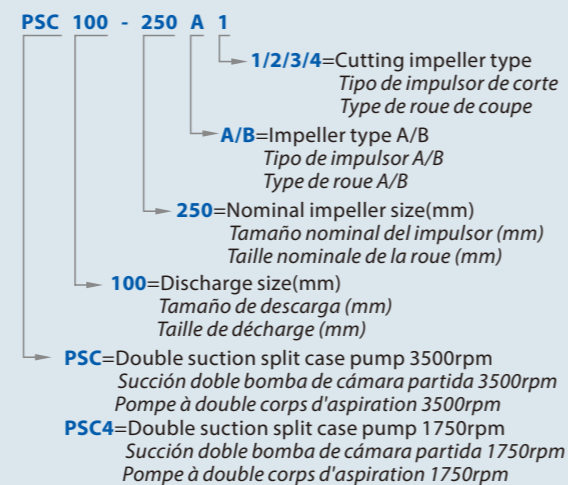 PSC 100 - 250 A 1
1/2/3/4=Cutting impeller type
Tipo de impulsor de corte
Type de roue de coupe
A/B=Impeller type A/B
Tipo de impulsor A/B
Type de roue A/B
250=Nominal impeller size(mm)
Tamaño nominal del impulsor (mm)
Taille nominale de la roue (mm)
100=Discharge size(mm)
Tamaño de descarga (mm)
Taille de décharge (mm)
PSC=Double suction split case pump 3500rpm
Succión doble bomba de cámara partida 3500rpm
Pompe à double corps d'aspiration 3500rpm
PSC4=Double suction split case pump 1750rpm
Succión doble bomba de cámara partida 1750rpm
Pompe à double corps d'aspiration 1750rpm